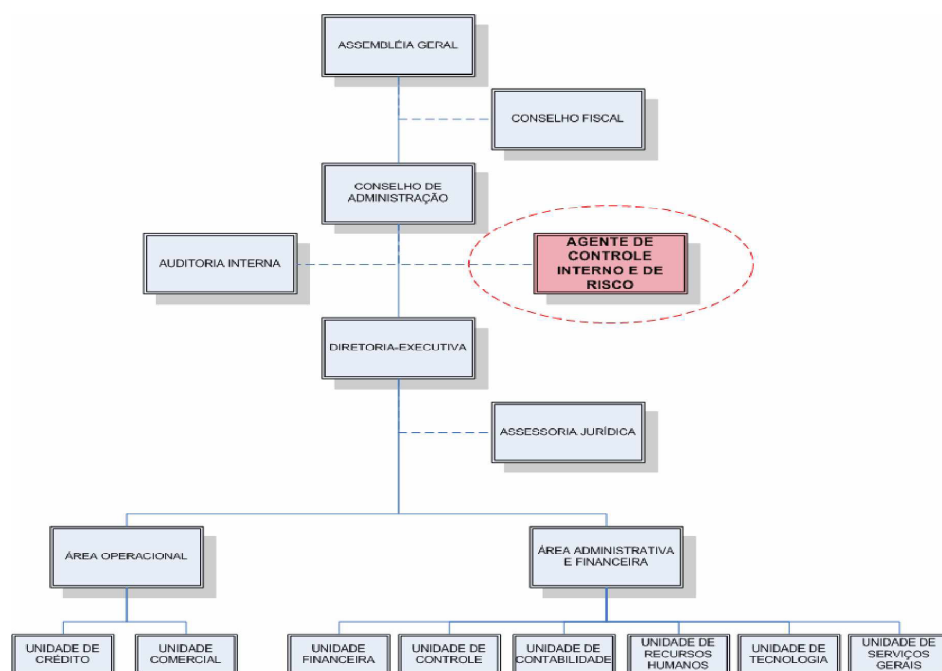 ASSEMBLÉIA GERAL
CONSELHO FISCAL
CONSELHO DE
ADMINISTRAÇÃO
AUDITORIA INTERNA
AGENTE DE
CONTROLE
INTERNO E DE
RISCO
DIRETORIA-EXECUTIVA
ASSESSORIA JURÍDICA
ÁREA OPERACIONAL
ÁREA ADMINISTRATIVA
E FINANCEIRA
UNIDADE DE
CRÉDITO
UNIDADE
COMERCIAL
UNIDADE
FINANCEIRA
UNIDADE DE
CONTROLE
UNIDADE DE
CONTABILIDADE
UNIDADE DE
RECURSOS
HUMANOS
UNIDADE DE
TECNOLOGIA
UNIDADE DE
SERVIÇOS
GERAIS